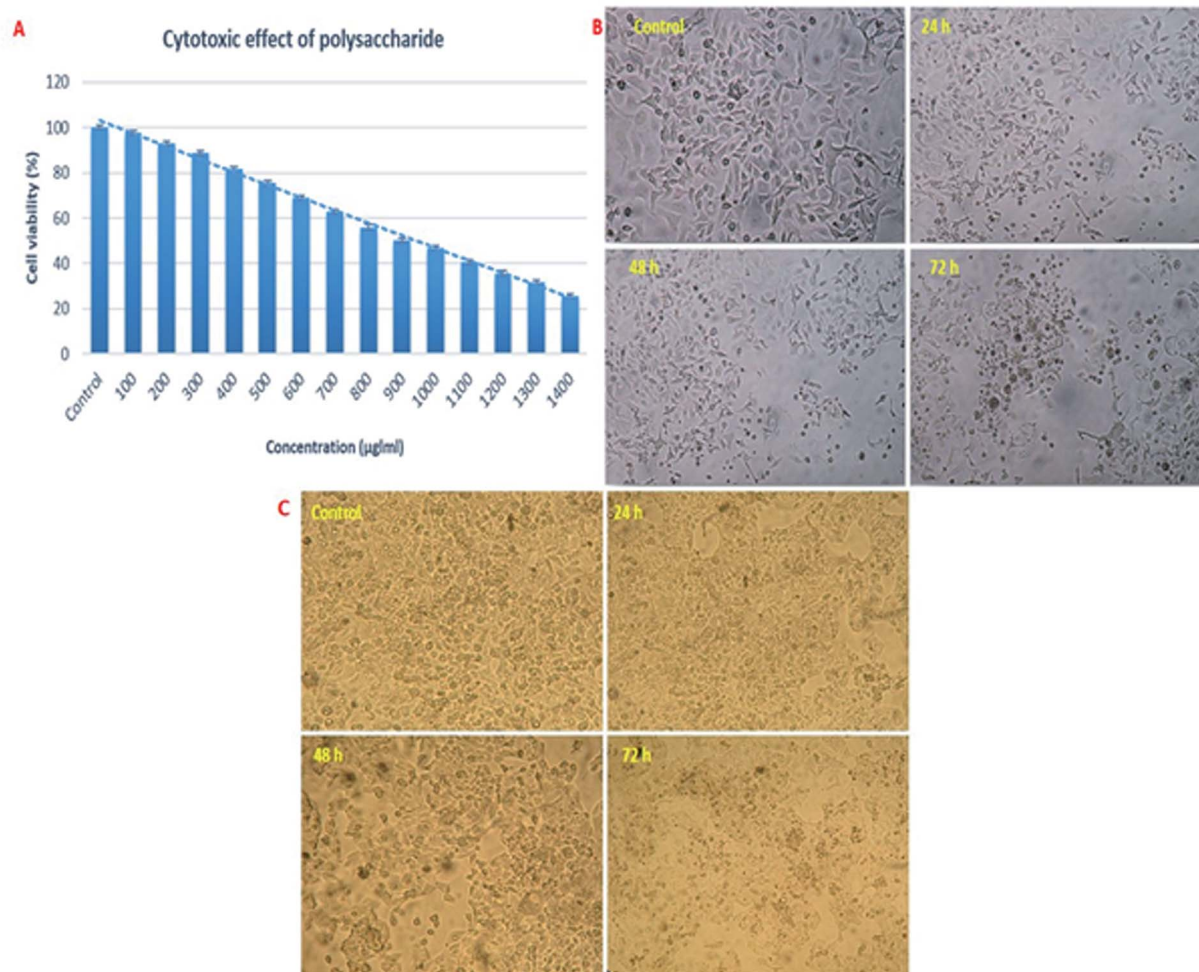 A
Cytotoxic effect of polysaccharide
Cell viability (%)
120
100
80
60
40
20
0
Control
100
200
300
400
500
600
700
800
900
1000
1100
1200
1300
1400
Concentration (µg|ml)
B
Control
24 h
48 h
72 h
C
Control
24 h
48 h
72 h